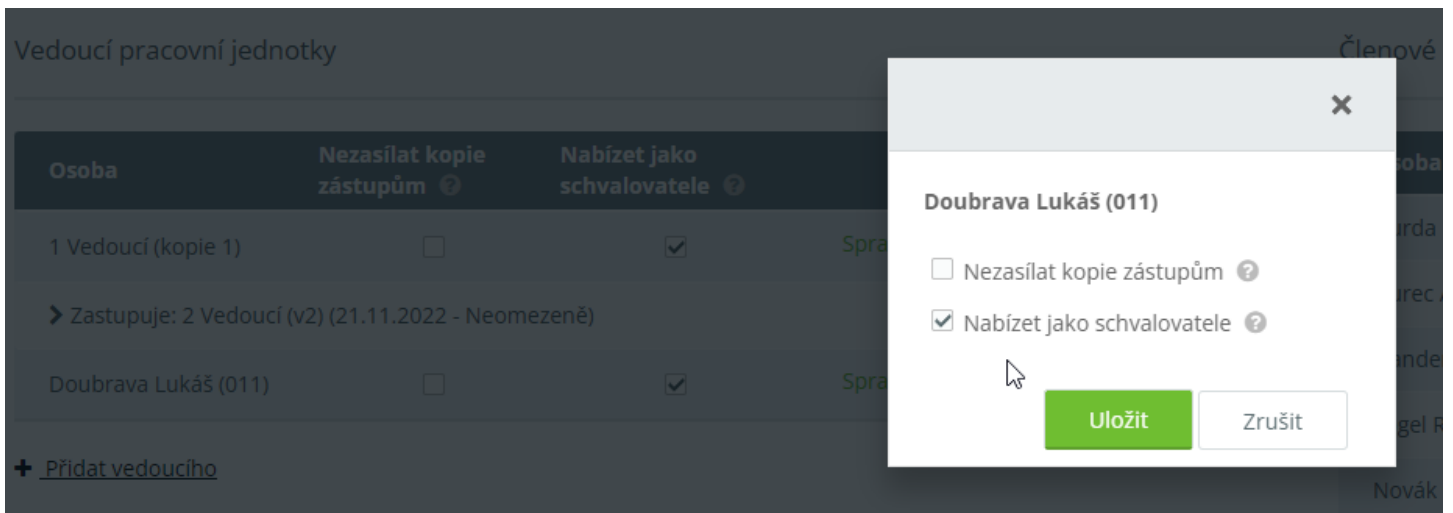 Vedoucí pracovní jednotky
Členové
Osoba
Nezasílat kopie
zástupům
Nabízet jako
schvalovatele
1 Vedoucí (kopie 1)
Zastupuje: 2 Vedoucí (v2) (21.11.2022 - Neomezeně)
Doubrava Lukáš (011)
+ Přidat vedoucího
Doubrava Lukáš (011)
Nezasílat kopie zástupům
Nabízet jako schvalovatele
Uložit
Zrušit
Novák